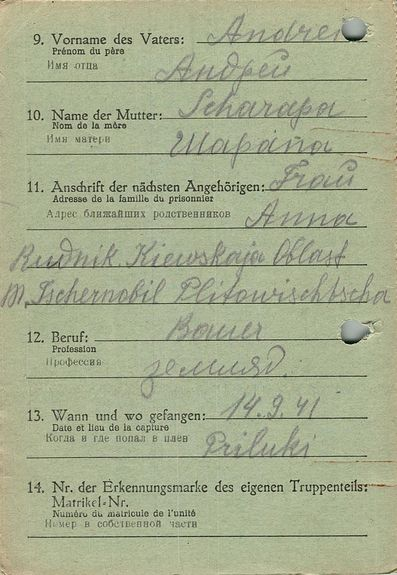 9. Vorname des Vaters: Andrei
Prénom du père
Имя отца
Андреи
10. Name der Mutter: Scharapa
Nom de la mère
Имя матери
Шарапа
11. Anschrift der nächsten Angehörigen: Frau
Adresse de la famille du prisonnier
Адрес ближайших родственников
Anna
Rudnik Kiewskaja Oblast
Tschernobil Plitowischtscha
12. Beruf: Bauer
Profession
Профессия
землед.
13. Wann und wo gefangen: 14.9.41
Date et lieu de la capture
Когда и где попал в плен
Priluki
14. Nr. der Erkennungsmarke des eigenen Truppenteils:
Matrikel-Nr.
Numéro du matricule de l'unité
Номер в собственной части